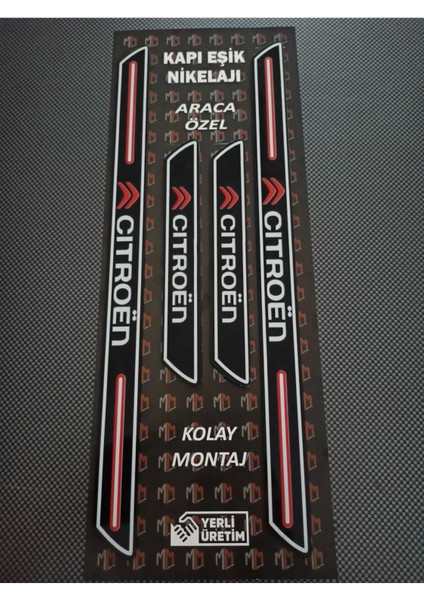 KAPI EŞİK
NİKELAJI
ARACA
ÖZEL
CITROËN
CITROËN
CITROËN
CITROËN
KOLAY
MONTAJ
YERLİ
ÜRETİM